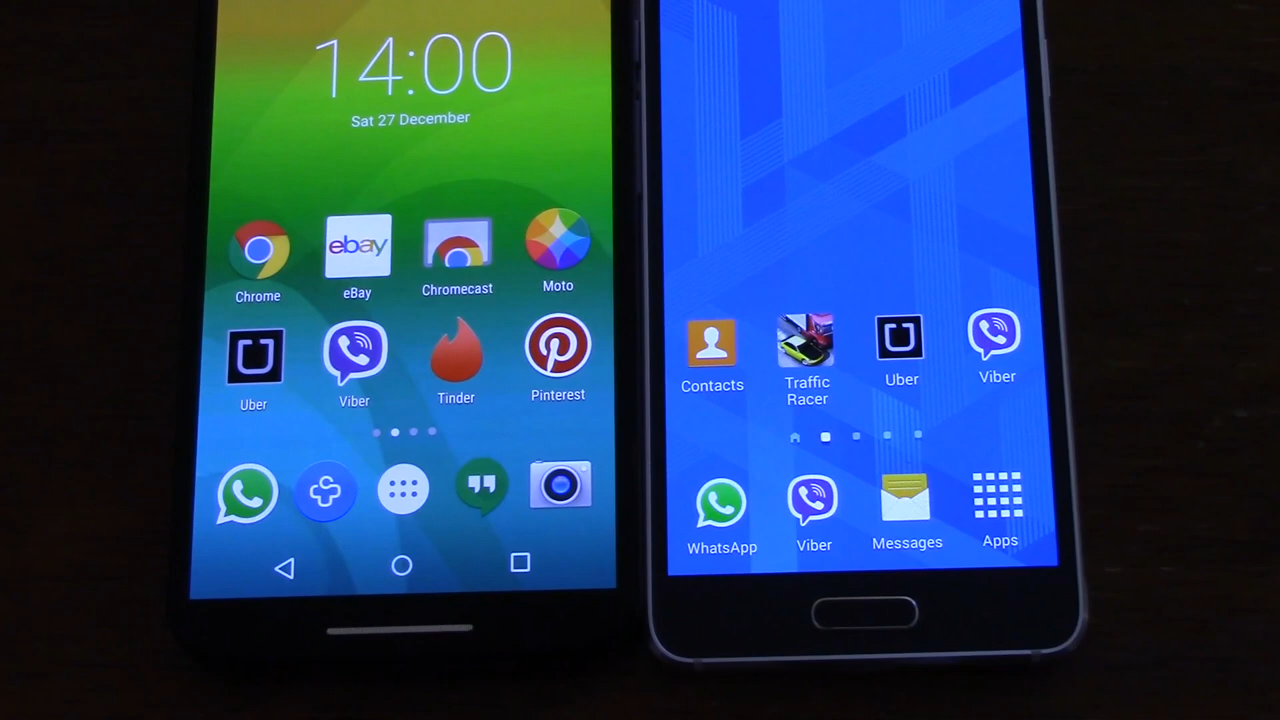 14:00
Sat 27 December
ebay
Chrome
eBay
Chromecast
Moto
Uber
Viber
Tinder
Pinterest
Contacts
Traffic
Racer
Uber
Viber
WhatsApp
Viber
Messages
Apps